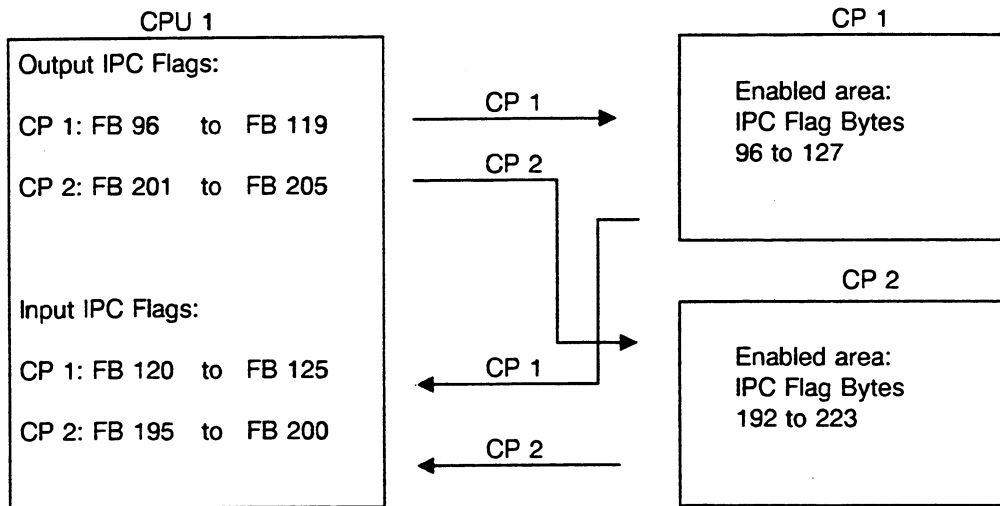 CPU 1
Output IPC Flags:
CP 1: FB 96 to FB 119
CP 2: FB 201 to FB 205
Input IPC Flags:
CP 1: FB 120 to FB 125
CP 2: FB 195 to FB 200
CP 1
CP 2
CP 1
CP 2
CP 1
Enabled area:
IPC Flag Bytes
96 to 127
CP 2
Enabled area:
IPC Flag Bytes
192 to 223